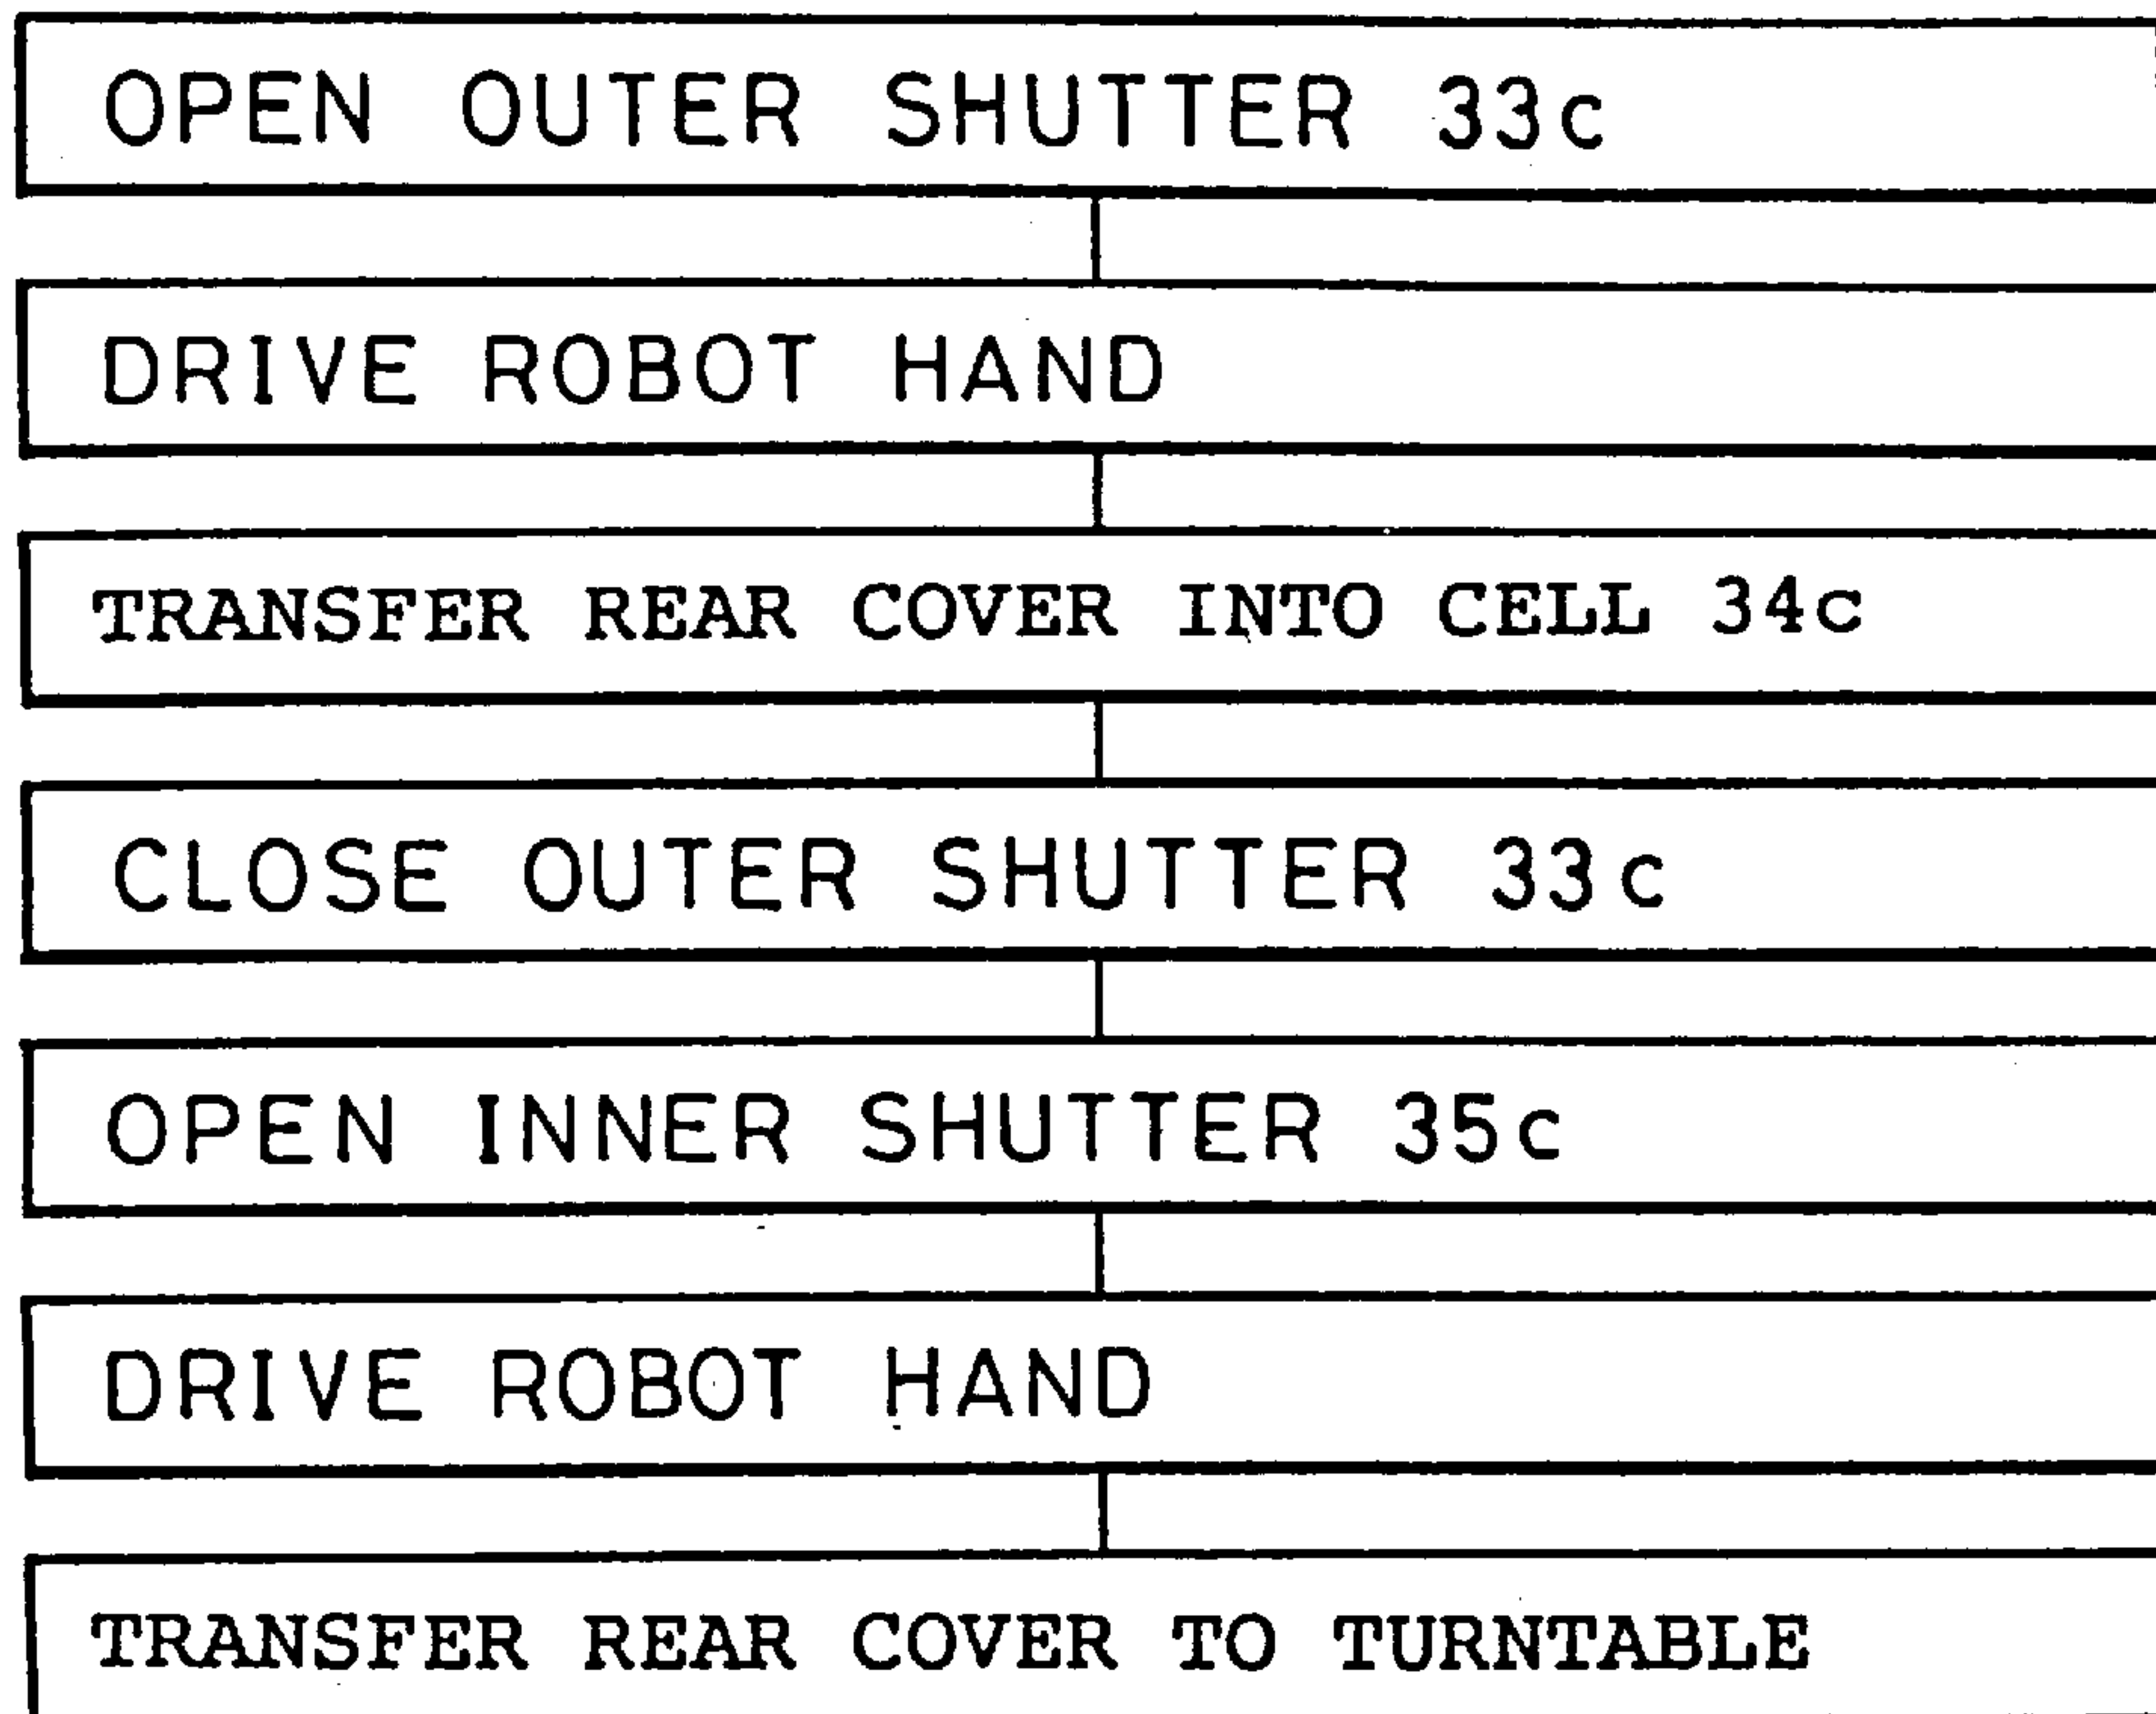 OPEN OUTER SHUTTER 33c
DRIVE ROBOT HAND
TRANSFER REAR COVER INTO CELL 34c
CLOSE OUTER SHUTTER 33c
OPEN INNER SHUTTER 35c
DRIVE ROBOT HAND
TRANSFER REAR COVER TO TURNTABLE